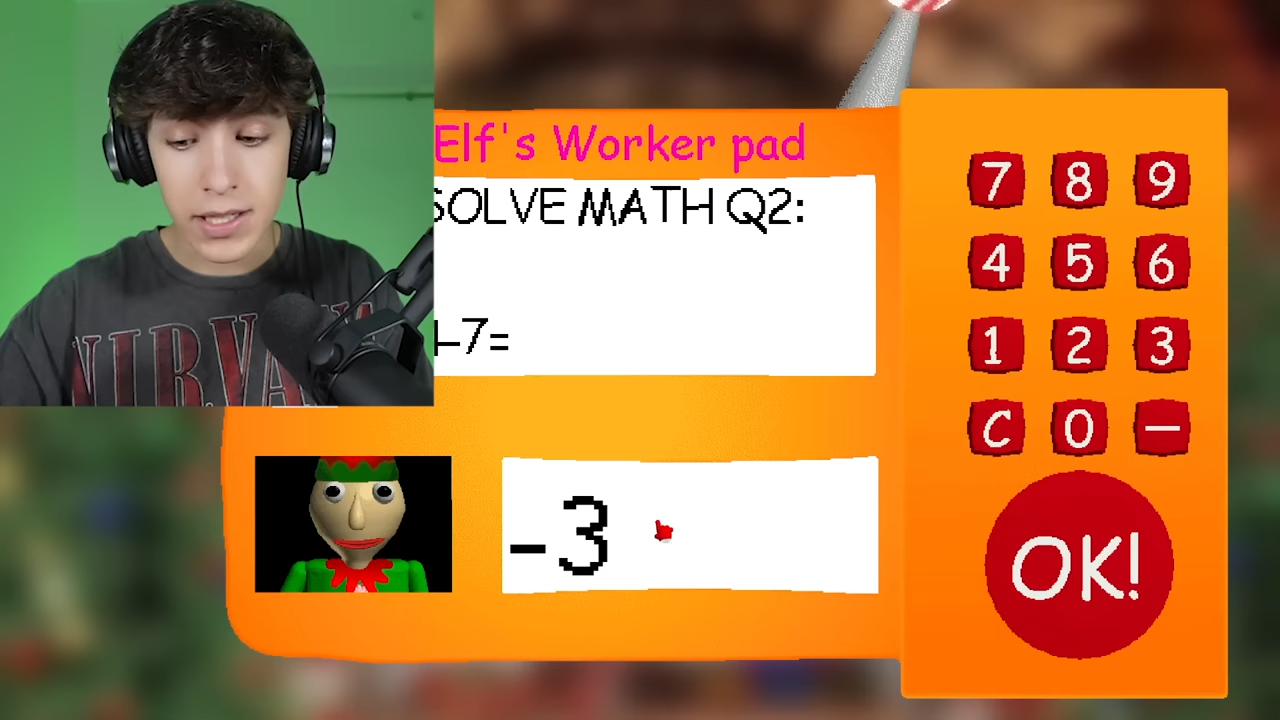 Elf's Worker pad
SOLVE MATH Q2:
-7=
-3
7 8 9
4 5 6
1 2 3
C 0 -
OK!
NIRVANA